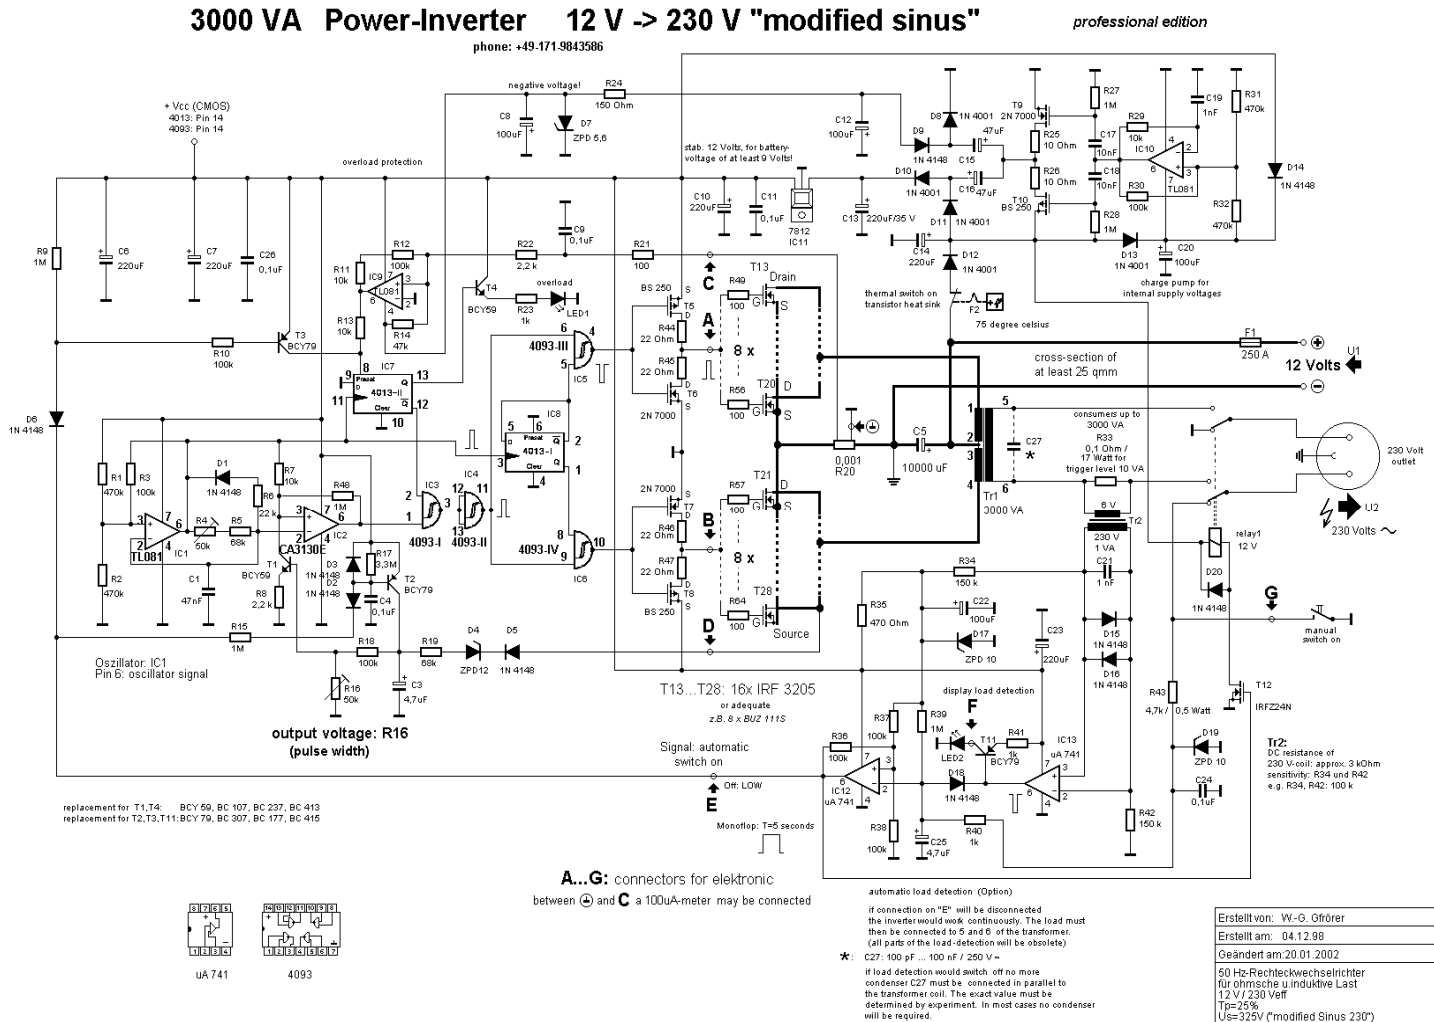 3000 VA Power-Inverter 12 V -> 230 V "modified sinus"
professional edition
phone: +49-171-9843586
+ Vcc (CMOS)
4013: Pin 14
4093: Pin 14
overload protection
negative voltage!
R24
150 Ohm
C8
100uF
D7
ZPD 5,6
stab. 12 Volts, for battery-
voltage of at least 9 Volts!
C12
100uF
D8
1N 4001
D9
1N 4148
47uF
C15
D10
1N 4001
C16
47uF
T9
2N 7000
R25
10 Ohm
R26
10 Ohm
T10
BS 250
R27
1M
C17
10nF
C18
10nF
R28
1M
R29
10k
IC10
TL081
R30
100k
C19
1nF
R31
470k
R32
470k
D14
1N 4148
C10
220uF
C11
0,1uF
7812
IC11
C13
220uF/35 V
D11
1N 4001
C14
220uF
D12
1N 4001
D13
1N 4001
C20
100uF
charge pump for
internal supply voltages
thermal switch on
transistor heat sink
F2
75 degree celsius
R9
1M
C6
220uF
C7
220uF
C26
0,1uF
R12
100k
R11
10k
IC9
TL081
R13
10k
R14
47k
R22
2,2 k
C9
0,1uF
R21
100
T4
BCY59
R23
1k
overload
LED1
T3
BCY79
R10
100k
IC7
4013-II
Preset
Clear
4093-III
IC5
IC8
Preset
4013-I
Clear
BS 250
T5
R44
22 Ohm
R45
22 Ohm
T6
2N 7000
C
A
R49
100
8 x
R56
100
T13
Drain
T20
cross-section of
at least 25 qmm
F1
250 A
12 Volts
U1
D6
1N 4148
R1
470k
R3
100k
D1
1N 4148
R6
22 k
R4
50k
R5
68k
IC1
TL081
R2
470k
C1
47nF
R7
10k
R48
1M
CA3130E
IC2
T1
BCY59
R8
2,2 k
D3
1N 4148
D2
1N 4148
R17
3,3M
T2
BCY79
C4
0,1uF
IC3
4093-I
IC4
4093-II
4093-IV
IC6
2N 7000
T7
R46
22 Ohm
R47
22 Ohm
T8
BS 250
B
D
R57
100
8 x
R64
100
T21
T28
Source
0,001
R20
C5
10000 uF
Tr1
3000 VA
C27
*
consumers up to
3000 VA
R33
0,1 Ohm /
17 Watt for
trigger level 10 VA
6 V
Tr2
230 V
1 VA
230 Volt
outlet
U2
230 Volts ~
relay1
12 V
D20
1N 4148
G
manual
switch on
R15
1M
R18
100k
R19
68k
D4
ZPD12
D5
1N 4148
R16
50k
C3
4,7uF
Oszillator: IC1
Pin 6: oscillator signal
output voltage: R16
(pulse width)
T13...T28: 16x IRF 3205
or adequate
z.B. 8 x BUZ 111S
R34
150 k
C21
1 nF
R35
470 Ohm
C22
100uF
D17
ZPD 10
C23
220uF
D15
1N 4148
D16
1N 4148
R43
4,7k / 0,5 Watt
T12
IRFZ24N
D19
ZPD 10
C24
0,1uF
Tr2:
DC resistance of
230 V-coil: approx. 3 kOhm
sensitivity: R34 und R42
e.g. R34, R42: 100 k
Signal: automatic
switch on
Off: LOW
E
display load detection
F
LED2
T11
BCY79
R41
1k
IC13
uA 741
R36
100k
R37
100k
R39
1M
IC12
uA 741
D18
1N 4148
R38
100k
C25
4,7uF
R40
1k
R42
150 k
Monoflop: T=5 seconds
replacement for T1,T4: BCY 59, BC 107, BC 237, BC 413
replacement for T2,T3,T11: BCY 79, BC 307, BC 177, BC 415
A...G: connectors for elektronic
between and C a 100uA-meter may be connected
uA 741
4093
automatic load detection (Option)
if connection on "E" will be disconnected
the inverter would work continuously. The load must
then be connected to 5 and 6 of the transformer.
(all parts of the load-detection will be obsolete)
* : C27: 100 pF ... 100 nF / 250 V ~
if load detection would switch off no more
condenser C27 must be connected in parallel to
the transformer coil. The exact value must be
determined by experiment. In most cases no condenser
will be required.
Erstellt von: W.-G. Gfrörer
Erstellt am: 04.12.98
Geändert am:20.01.2002
50 Hz-Rechteckwechselrichter
für ohmsche u.induktive Last
12 V / 230 Veff
Tp=25%
Us=325V ("modified Sinus 230")